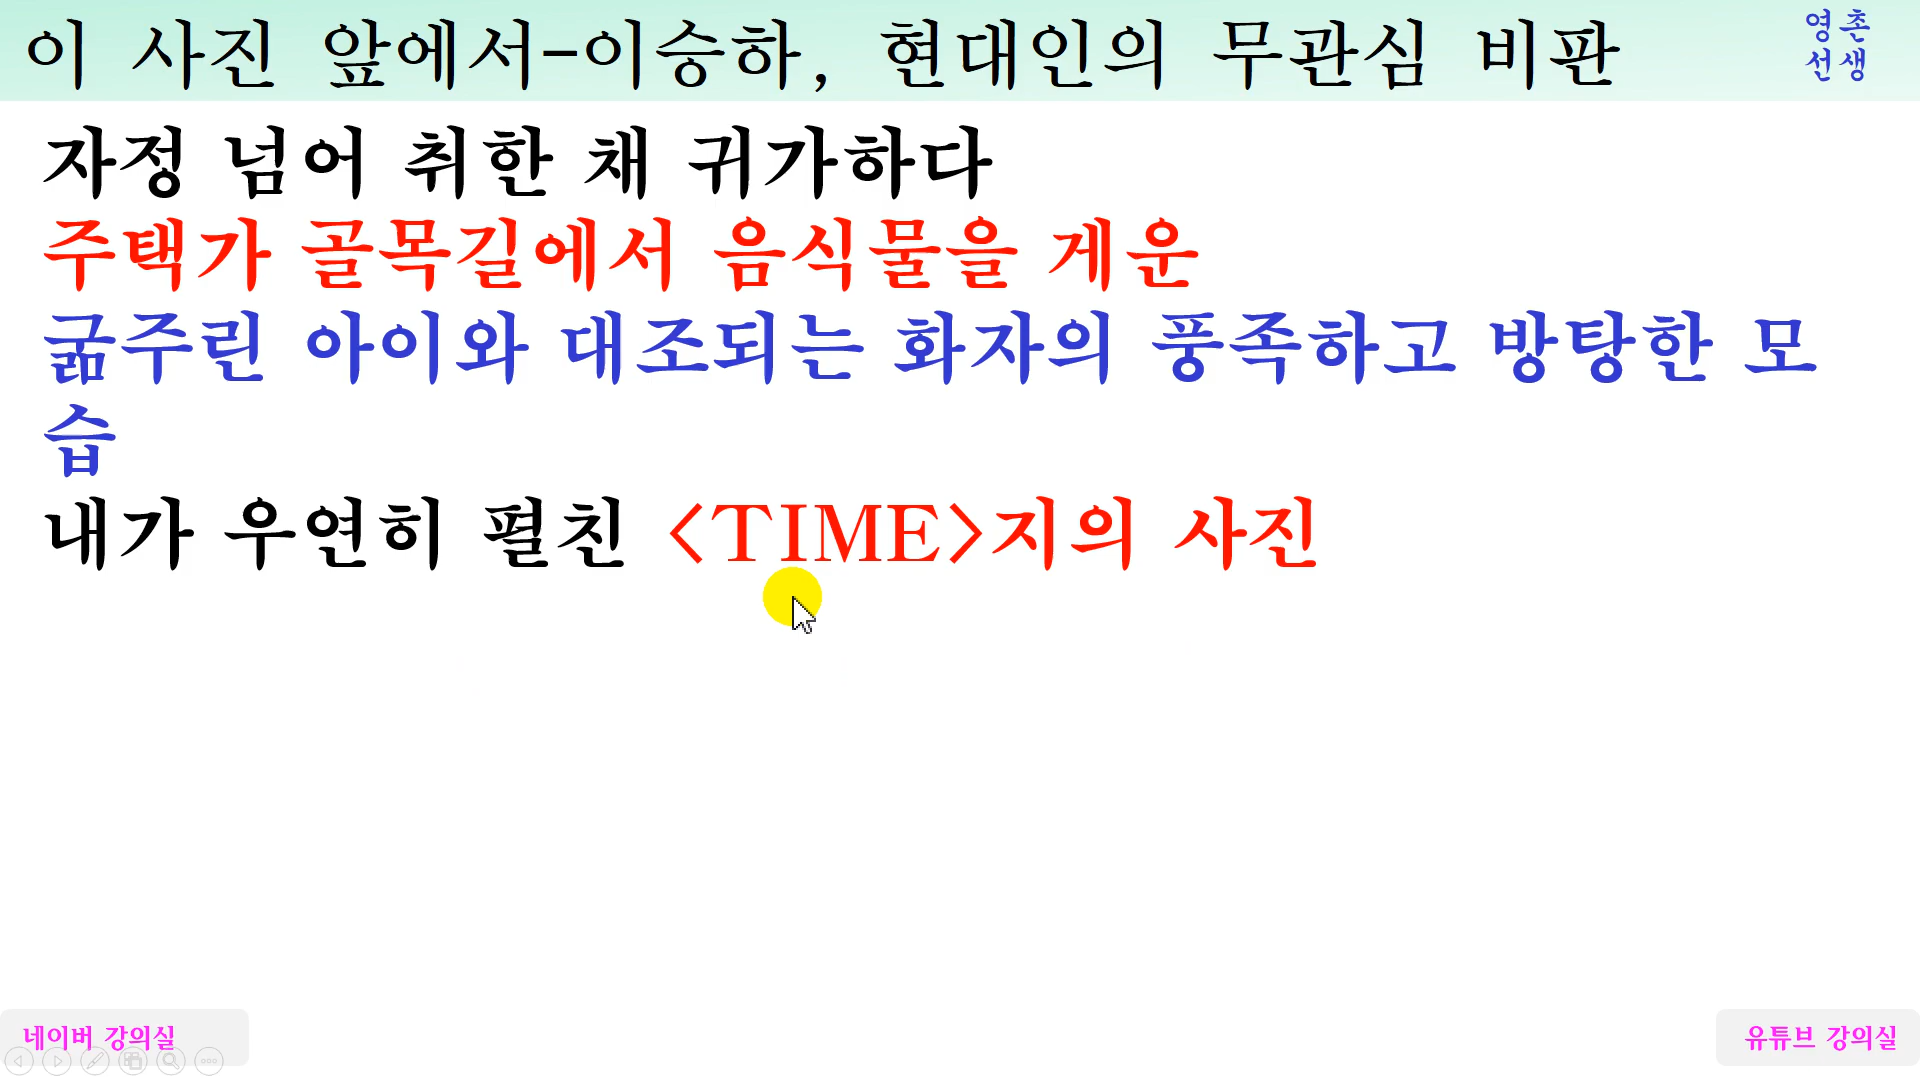 이 사진 앞에서-이승하, 현대인의 무관심 비판
영촌
선생
자정 넘어 취한 채 귀가하다
주택가 골목길에서 음식물을 게운
굶주린 아이와 대조되는 화자의 풍족하고 방탕한 모
습
내가 우연히 펼친 <TIME>지의 사진
네이버 강의실
유튜브 강의실